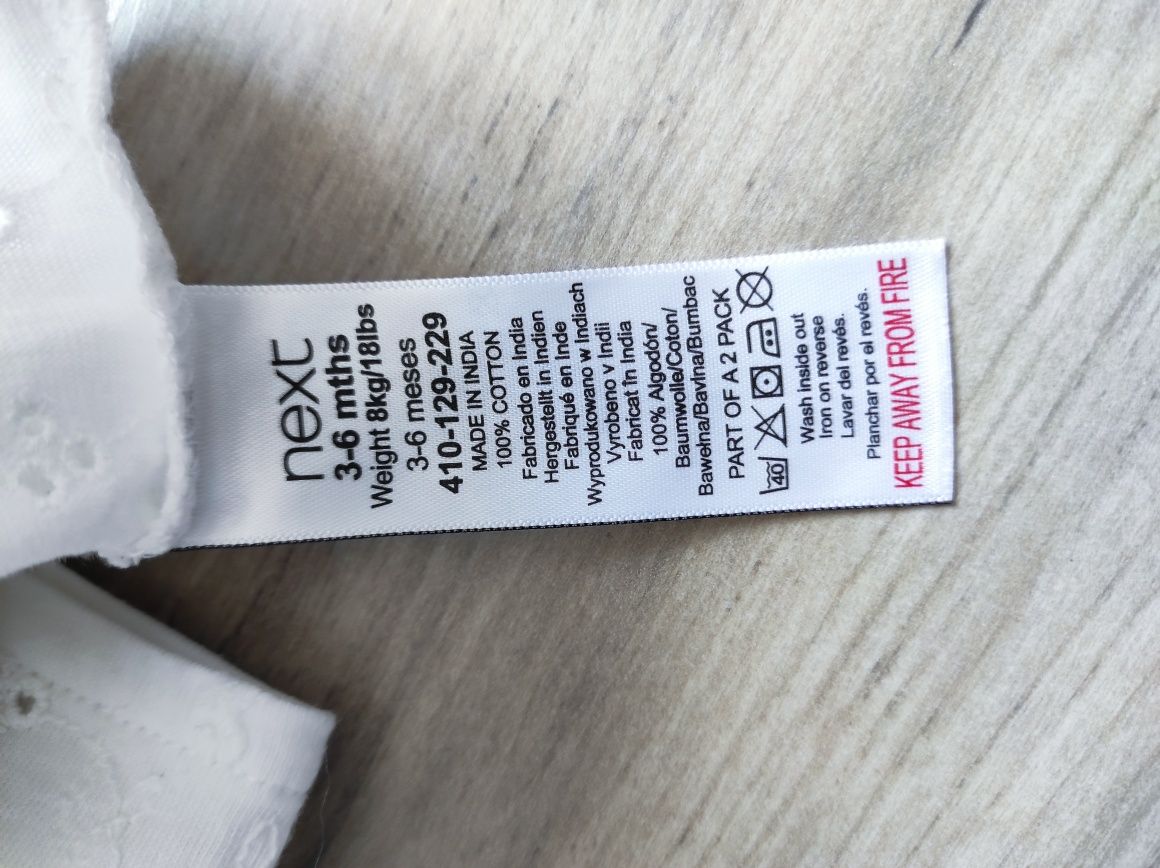 next
3-6 mths
Weight 8kg/18lbs
3-6 meses
410-129-229
MADE IN INDIA
100% COTTON
Fabricado en India
Hergestellt in Indien
Fabriqué en Inde
Wyprodukowano w Indiach
Vyrobeno v Indii
Fabricat în India
100% Algodón/
Baumwolle/Coton/
Bawełna/Bavlna/Bumbac
PART OF A 2 PACK
40
Wash inside out
Iron on reverse
Lavar del revés.
Planchar por el revés.
KEEP AWAY FROM FIRE